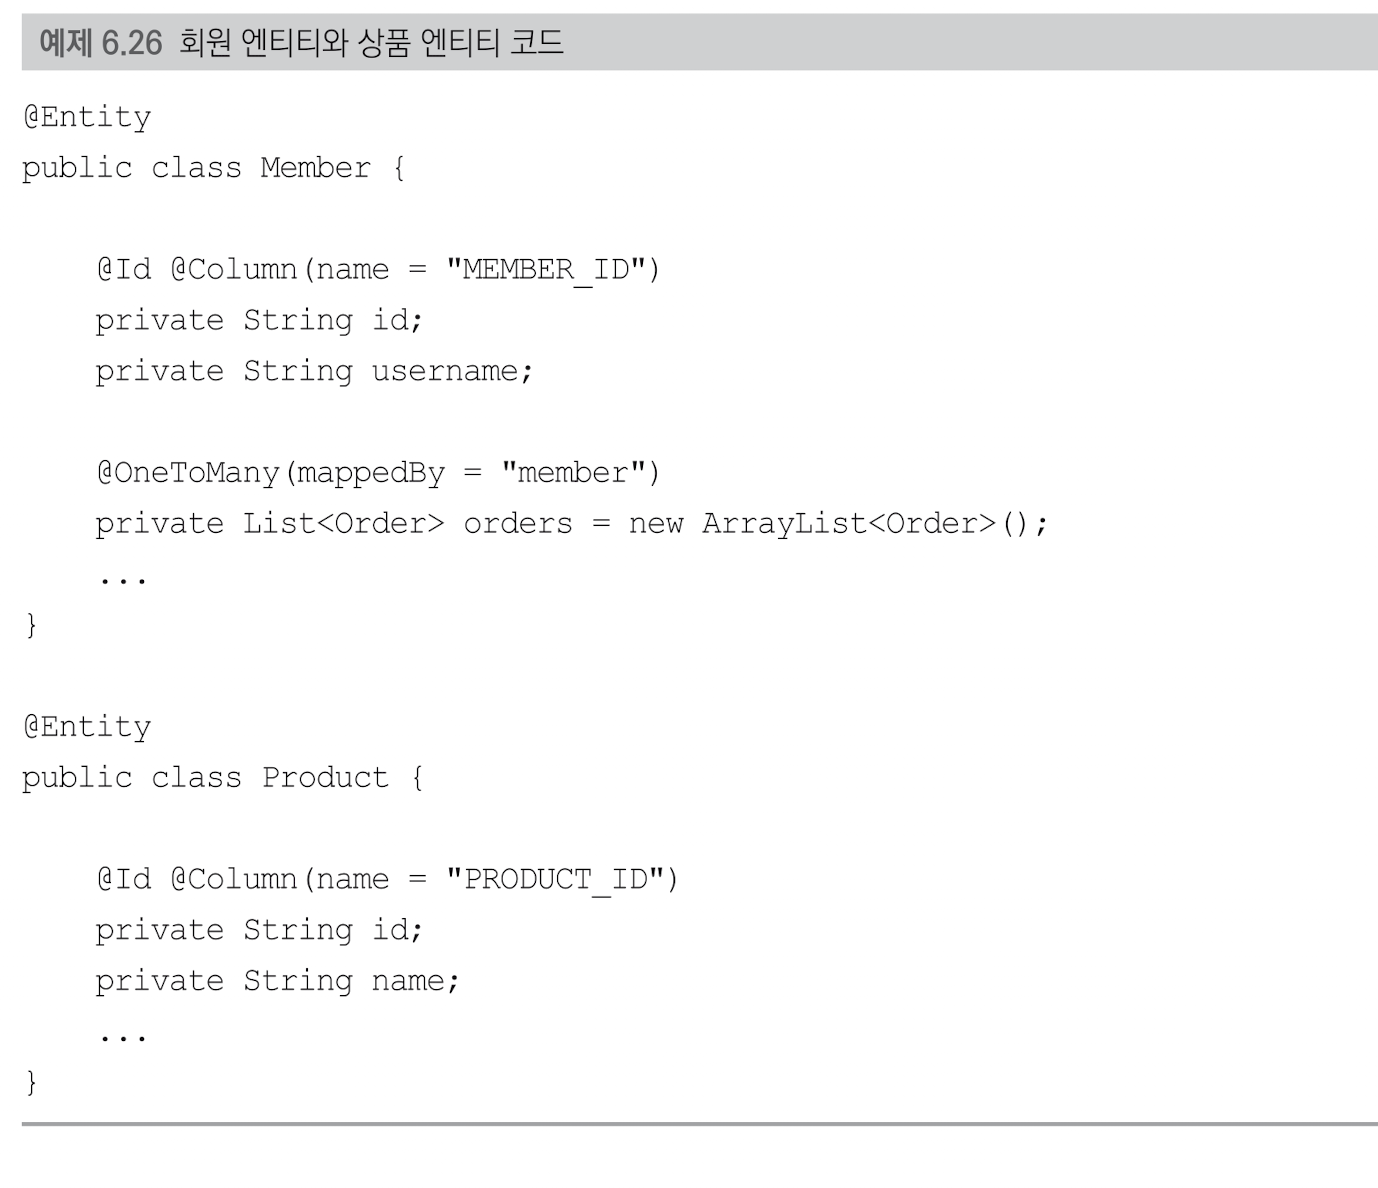 예제 6.26 회원 엔티티와 상품 엔티티 코드
@Entity
public class Member {
@Id @Column(name = "MEMBER_ID")
private String id;
private String username;
@OneToMany(mappedBy = "member")
private List<Order> orders = new ArrayList<Order>();
...
}
@Entity
public class Product {
@Id @Column(name = "PRODUCT_ID")
private String id;
private String name;
...
}